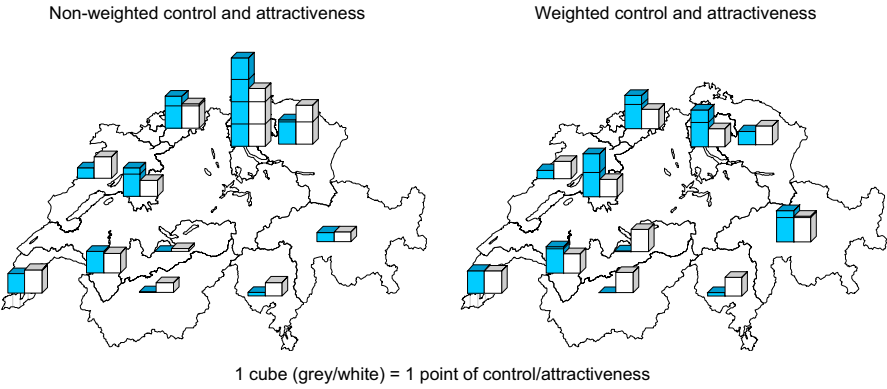 Non-weighted control and attractiveness
Weighted control and attractiveness
1 cube (grey/white) = 1 point of control/attractiveness